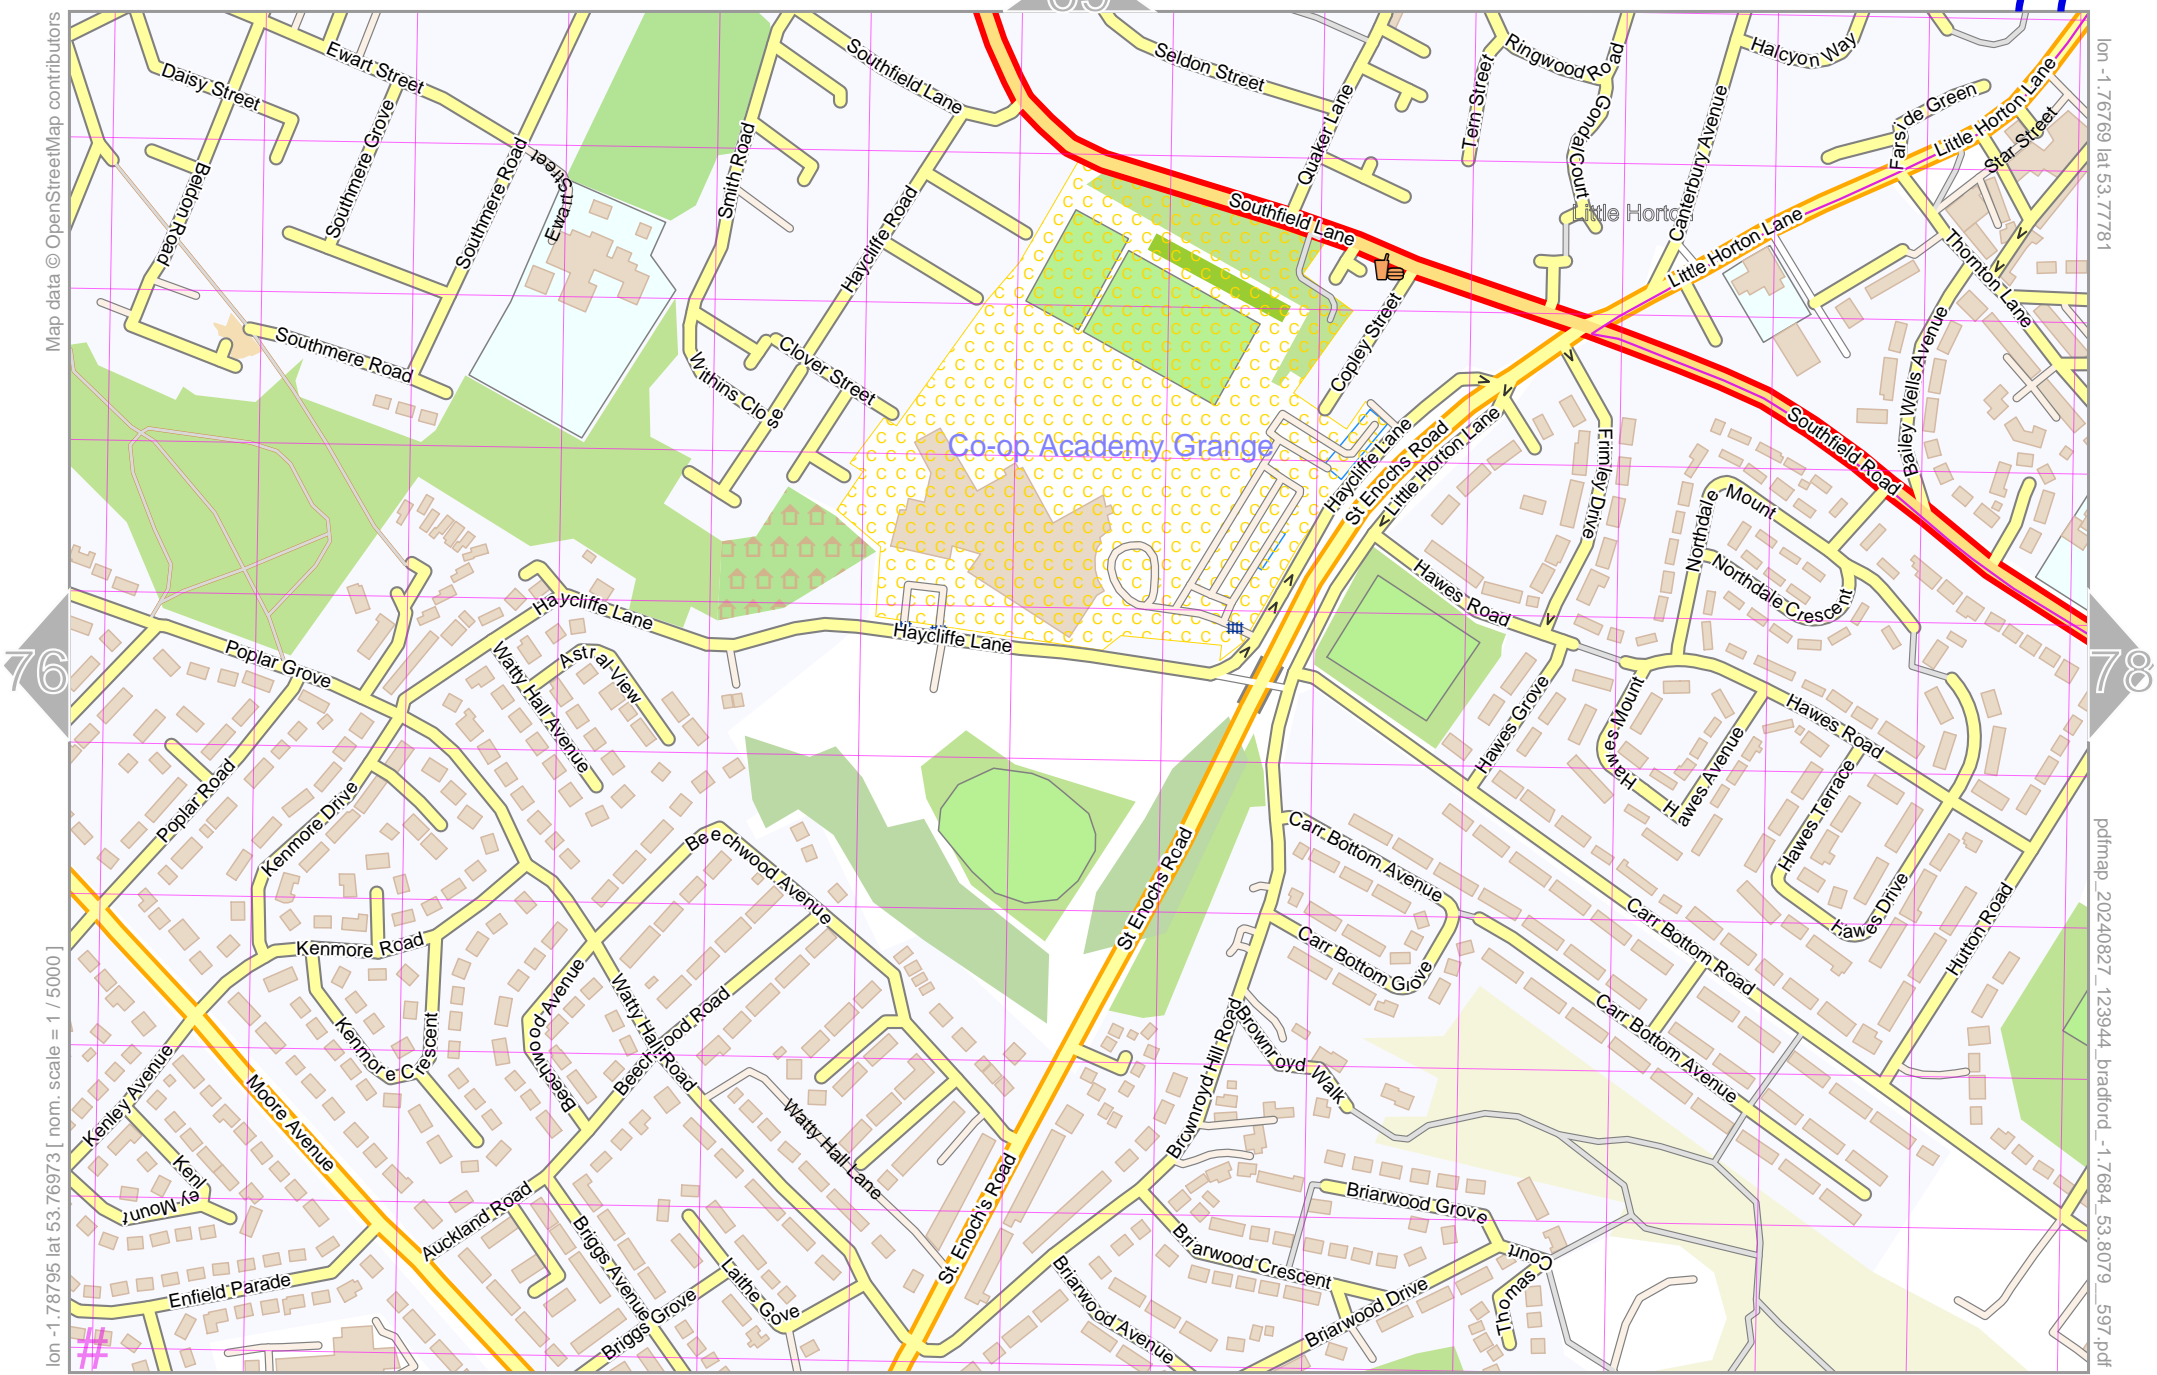 Map data © OpenStreetMap contributors
lon -1.78795 lat 53.76973 [ nom. scale = 1 / 5000 ]
lon -1.76769 lat 53.77781
pdfmap_20240827_123944_bradford_-1.7684_53.8079__597.pdf
76
78
#
Daisy Street
Ewart Street
Southmere Grove
Southmere Road
Ewart Street
Beldon Road
Southmere Road
Smith Road
Southfield Lane
Haycliffe Road
Clover Street
Withins Close
Seldon Street
Quaker Lane
Tern Street
Ringwood Road
Gondal Court
Halcyon Way
Canterbury Avenue
Little Horton
Little Horton Lane
Farside Green
Little Horton Lane
Star Street
Thornton Lane
Southfield Lane
Copley Street
Bailey Wells Avenue
Southfield Road
Co-op Academy Grange
Haycliffe Lane
St Enochs Road
Little Horton Lane
Frimley Drive
Northdale Mount
Northdale Crescent
Hawes Road
Haycliffe Lane
Haycliffe Lane
Poplar Grove
Watty Hall Avenue
Astral View
Hawes Grove
Hawes Mount
Hawes Avenue
Hawes Road
Hawes Terrace
Hawes Drive
Poplar Road
Kenmore Drive
Beechwood Avenue
Carr Bottom Avenue
St Enochs Road
Carr Bottom Grove
Carr Bottom Road
Hutton Road
Kenmore Road
Kenmore Crescent
Beechwood Avenue
Watty Hall Road
Beechwood Road
Carr Bottom Avenue
Brownroyd Hill Road
Brownroyd Walk
Kenley Avenue
Moore Avenue
Kenley Mount
Watty Hall Lane
Auckland Road
Enfield Parade
Briggs Avenue
Briggs Grove
Laithe Gove
St. Enoch's Road
Briarwood Grove
Briarwood Crescent
Briarwood Drive
Briarwood Avenue
Thomas Court